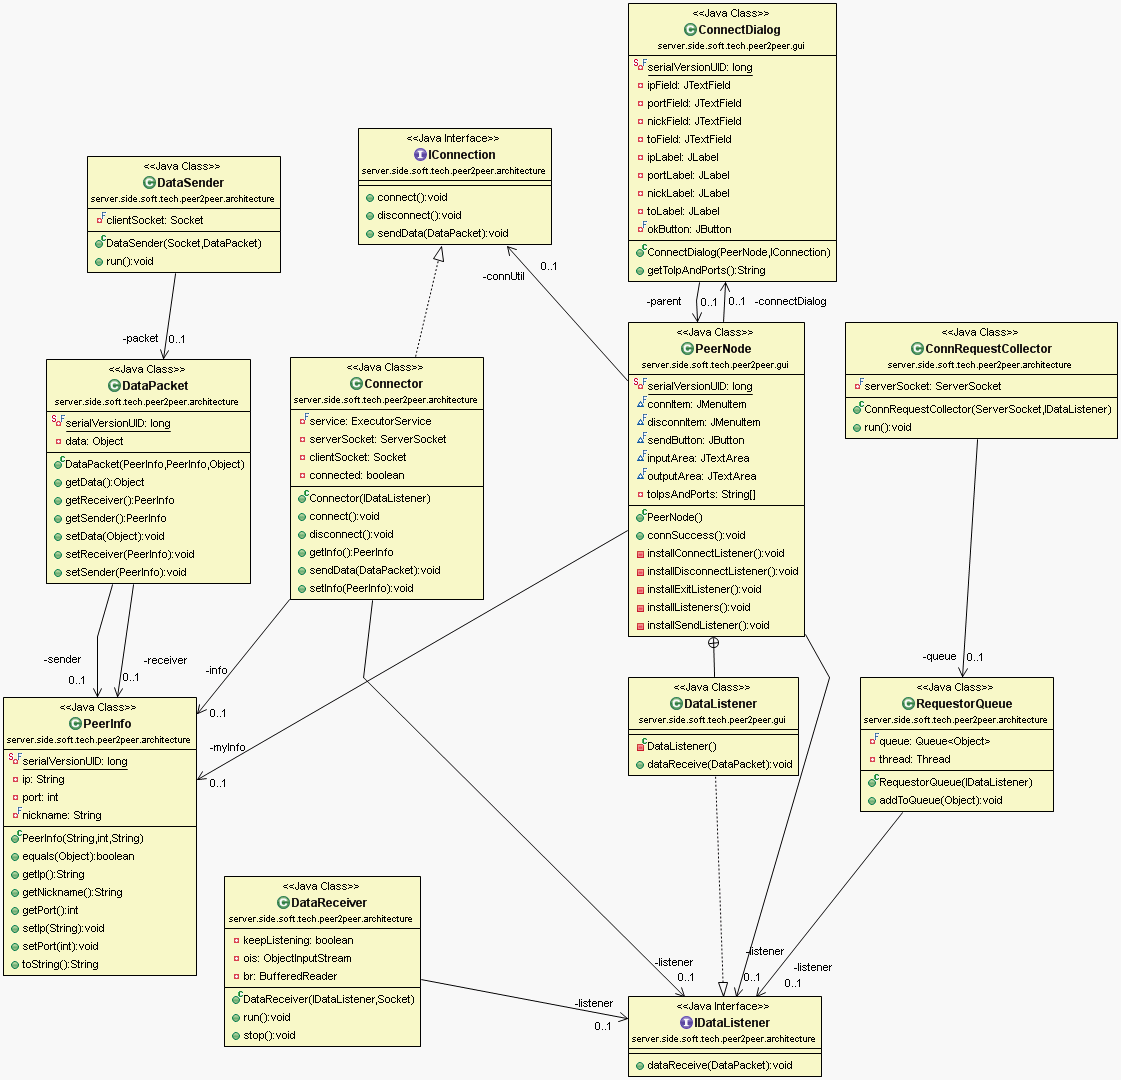 <<Java Class>>
ConnectDialog
server.side.soft.tech.peer2peer.gui
serialVersionUID: long
ipField: JTextField
portField: JTextField
nickField: JTextField
toField: JTextField
ipLabel: JLabel
portLabel: JLabel
nickLabel: JLabel
toLabel: JLabel
okButton: JButton
ConnectDialog(PeerNode,IConnection)
getToIpAndPorts():String
<<Java Interface>>
IConnection
server.side.soft.tech.peer2peer.architecture
connect():void
disconnect():void
sendData(DataPacket):void
<<Java Class>>
DataSender
server.side.soft.tech.peer2peer.architecture
clientSocket: Socket
DataSender(Socket,DataPacket)
run():void
-connUtil
0..1
-parent
0..1
0..1
-connectDialog
-packet
0..1
<<Java Class>>
DataPacket
server.side.soft.tech.peer2peer.architecture
serialVersionUID: long
data: Object
DataPacket(PeerInfo,PeerInfo,Object)
getData():Object
getReceiver():PeerInfo
getSender():PeerInfo
setData(Object):void
setReceiver(PeerInfo):void
setSender(PeerInfo):void
<<Java Class>>
Connector
server.side.soft.tech.peer2peer.architecture
service: ExecutorService
serverSocket: ServerSocket
clientSocket: Socket
connected: boolean
Connector(IDataListener)
connect():void
disconnect():void
getInfo():PeerInfo
sendData(DataPacket):void
setInfo(PeerInfo):void
<<Java Class>>
PeerNode
server.side.soft.tech.peer2peer.gui
serialVersionUID: long
connItem: JMenuItem
disconnItem: JMenuItem
sendButton: JButton
inputArea: JTextArea
outputArea: JTextArea
toIpsAndPorts: String[]
PeerNode()
connSuccess():void
installConnectListener():void
installDisconnectListener():void
installExitListener():void
installListeners():void
installSendListener():void
<<Java Class>>
ConnRequestCollector
server.side.soft.tech.peer2peer.architecture
serverSocket: ServerSocket
ConnRequestCollector(ServerSocket,IDataListener)
run():void
-sender
0..1
-receiver
0..1
-info
0..1
-myInfo
0..1
-queue
0..1
<<Java Class>>
PeerInfo
server.side.soft.tech.peer2peer.architecture
serialVersionUID: long
ip: String
port: int
nickname: String
PeerInfo(String,int,String)
equals(Object):boolean
getIp():String
getNickname():String
getPort():int
setIp(String):void
setPort(int):void
toString():String
<<Java Class>>
DataListener
server.side.soft.tech.peer2peer.gui
DataListener()
dataReceive(DataPacket):void
<<Java Class>>
RequestorQueue
server.side.soft.tech.peer2peer.architecture
queue: Queue<Object>
thread: Thread
RequestorQueue(IDataListener)
addToQueue(Object):void
<<Java Class>>
DataReceiver
server.side.soft.tech.peer2peer.architecture
keepListening: boolean
ois: ObjectInputStream
br: BufferedReader
DataReceiver(IDataListener,Socket)
run():void
stop():void
-listener
0..1
-listener
0..1
-listener
0..1
-listener
0..1
<<Java Interface>>
IDataListener
server.side.soft.tech.peer2peer.architecture
dataReceive(DataPacket):void